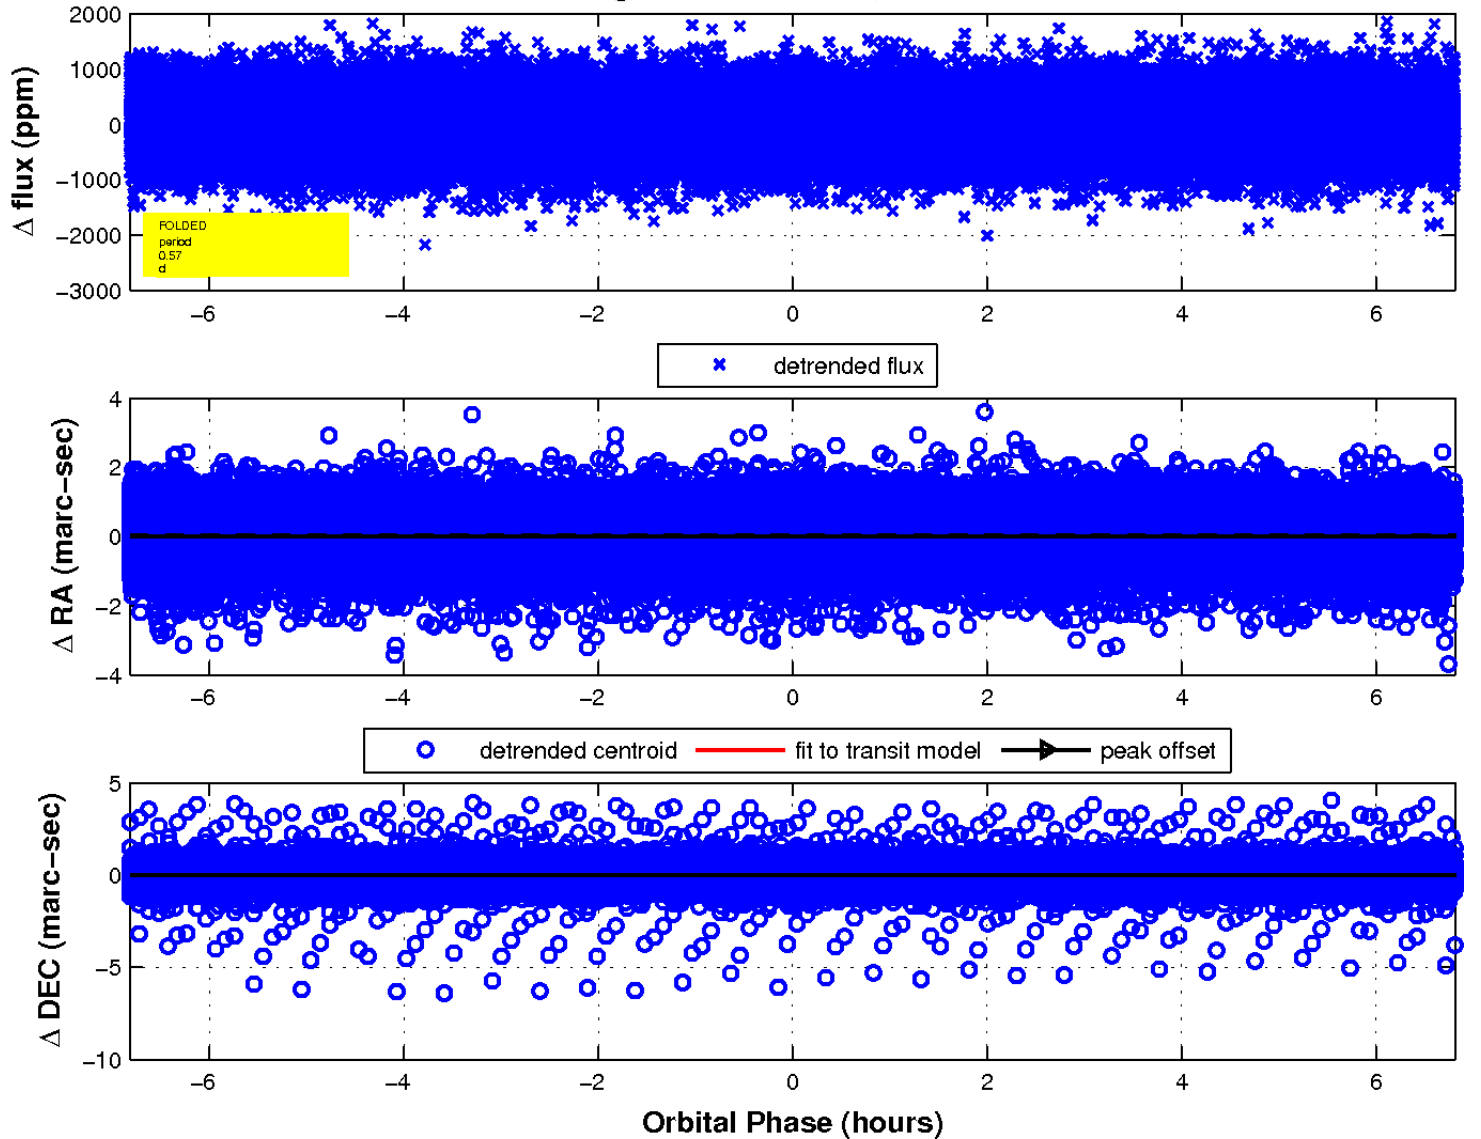 2000
1000
0
−1000
−2000
−3000
Δ flux (ppm)
FOLDED
period
0.57
d
−6 −4 −2 0 2 4 6
detrended flux
4
2
0
−2
−4
Δ RA (marc−sec)
−6 −4 −2 0 2 4 6
detrended centroid fit to transit model peak offset
5
0
−5
−10
Δ DEC (marc−sec)
−6 −4 −2 0 2 4 6
Orbital Phase (hours)